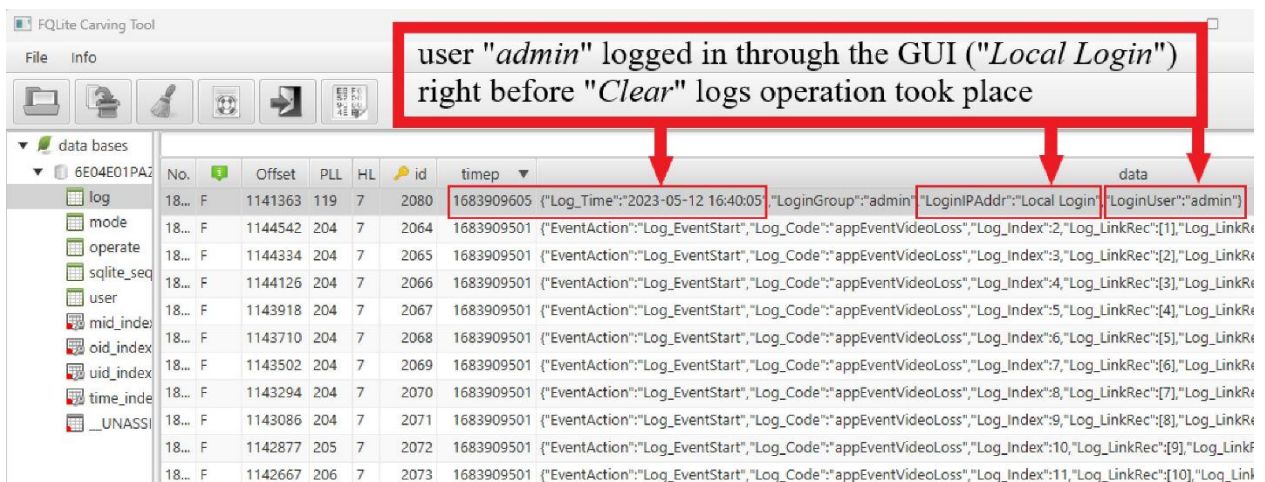 FQLite Carving Tool
File Info
user "admin" logged in through the GUI ("Local Login")
right before "Clear" logs operation took place
data bases
6E04E01PAZ
log
mode
operate
sqlite_seq
user
mid_index
oid_index
uid_index
time_inde
__UNASSI
No. Offset PLL HL id timep data
18... F 1141363 119 7 2080 1683909605 {"Log_Time":"2023-05-12 16:40:05","LoginGroup":"admin","LoginIPAddr":"Local Login","LoginUser":"admin"}
18... F 1144542 204 7 2064 1683909501 {"EventAction":"Log_EventStart","Log_Code":"appEventVideoLoss","Log_Index":2,"Log_LinkRec":[1],"Log_LinkRe
18... F 1144334 204 7 2065 1683909501 {"EventAction":"Log_EventStart","Log_Code":"appEventVideoLoss","Log_Index":3,"Log_LinkRec":[2],"Log_LinkRe
18... F 1144126 204 7 2066 1683909501 {"EventAction":"Log_EventStart","Log_Code":"appEventVideoLoss","Log_Index":4,"Log_LinkRec":[3],"Log_LinkRe
18... F 1143918 204 7 2067 1683909501 {"EventAction":"Log_EventStart","Log_Code":"appEventVideoLoss","Log_Index":5,"Log_LinkRec":[4],"Log_LinkRe
18... F 1143710 204 7 2068 1683909501 {"EventAction":"Log_EventStart","Log_Code":"appEventVideoLoss","Log_Index":6,"Log_LinkRec":[5],"Log_LinkRe
18... F 1143502 204 7 2069 1683909501 {"EventAction":"Log_EventStart","Log_Code":"appEventVideoLoss","Log_Index":7,"Log_LinkRec":[6],"Log_LinkRe
18... F 1143294 204 7 2070 1683909501 {"EventAction":"Log_EventStart","Log_Code":"appEventVideoLoss","Log_Index":8,"Log_LinkRec":[7],"Log_LinkRe
18... F 1143086 204 7 2071 1683909501 {"EventAction":"Log_EventStart","Log_Code":"appEventVideoLoss","Log_Index":9,"Log_LinkRec":[8],"Log_LinkRe
18... F 1142877 205 7 2072 1683909501 {"EventAction":"Log_EventStart","Log_Code":"appEventVideoLoss","Log_Index":10,"Log_LinkRec":[9],"Log_LinkF
18... F 1142667 206 7 2073 1683909501 {"EventAction":"Log_EventStart","Log_Code":"appEventVideoLoss","Log_Index":11,"Log_LinkRec":[10],"Log_Link